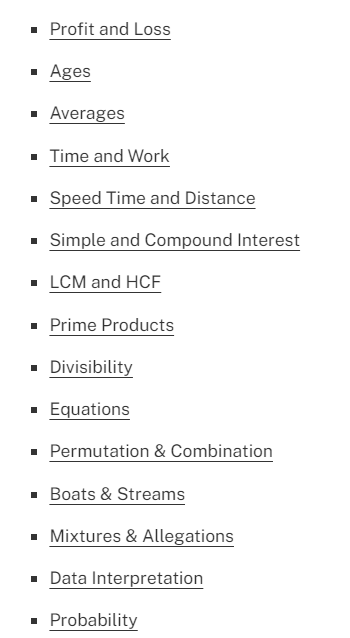 Profit and Loss
Ages
Averages
Time and Work
Speed Time and Distance
Simple and Compound Interest
LCM and HCF
Prime Products
Divisibility
Equations
Permutation & Combination
Boats & Streams
Mixtures & Allegations
Data Interpretation
Probability